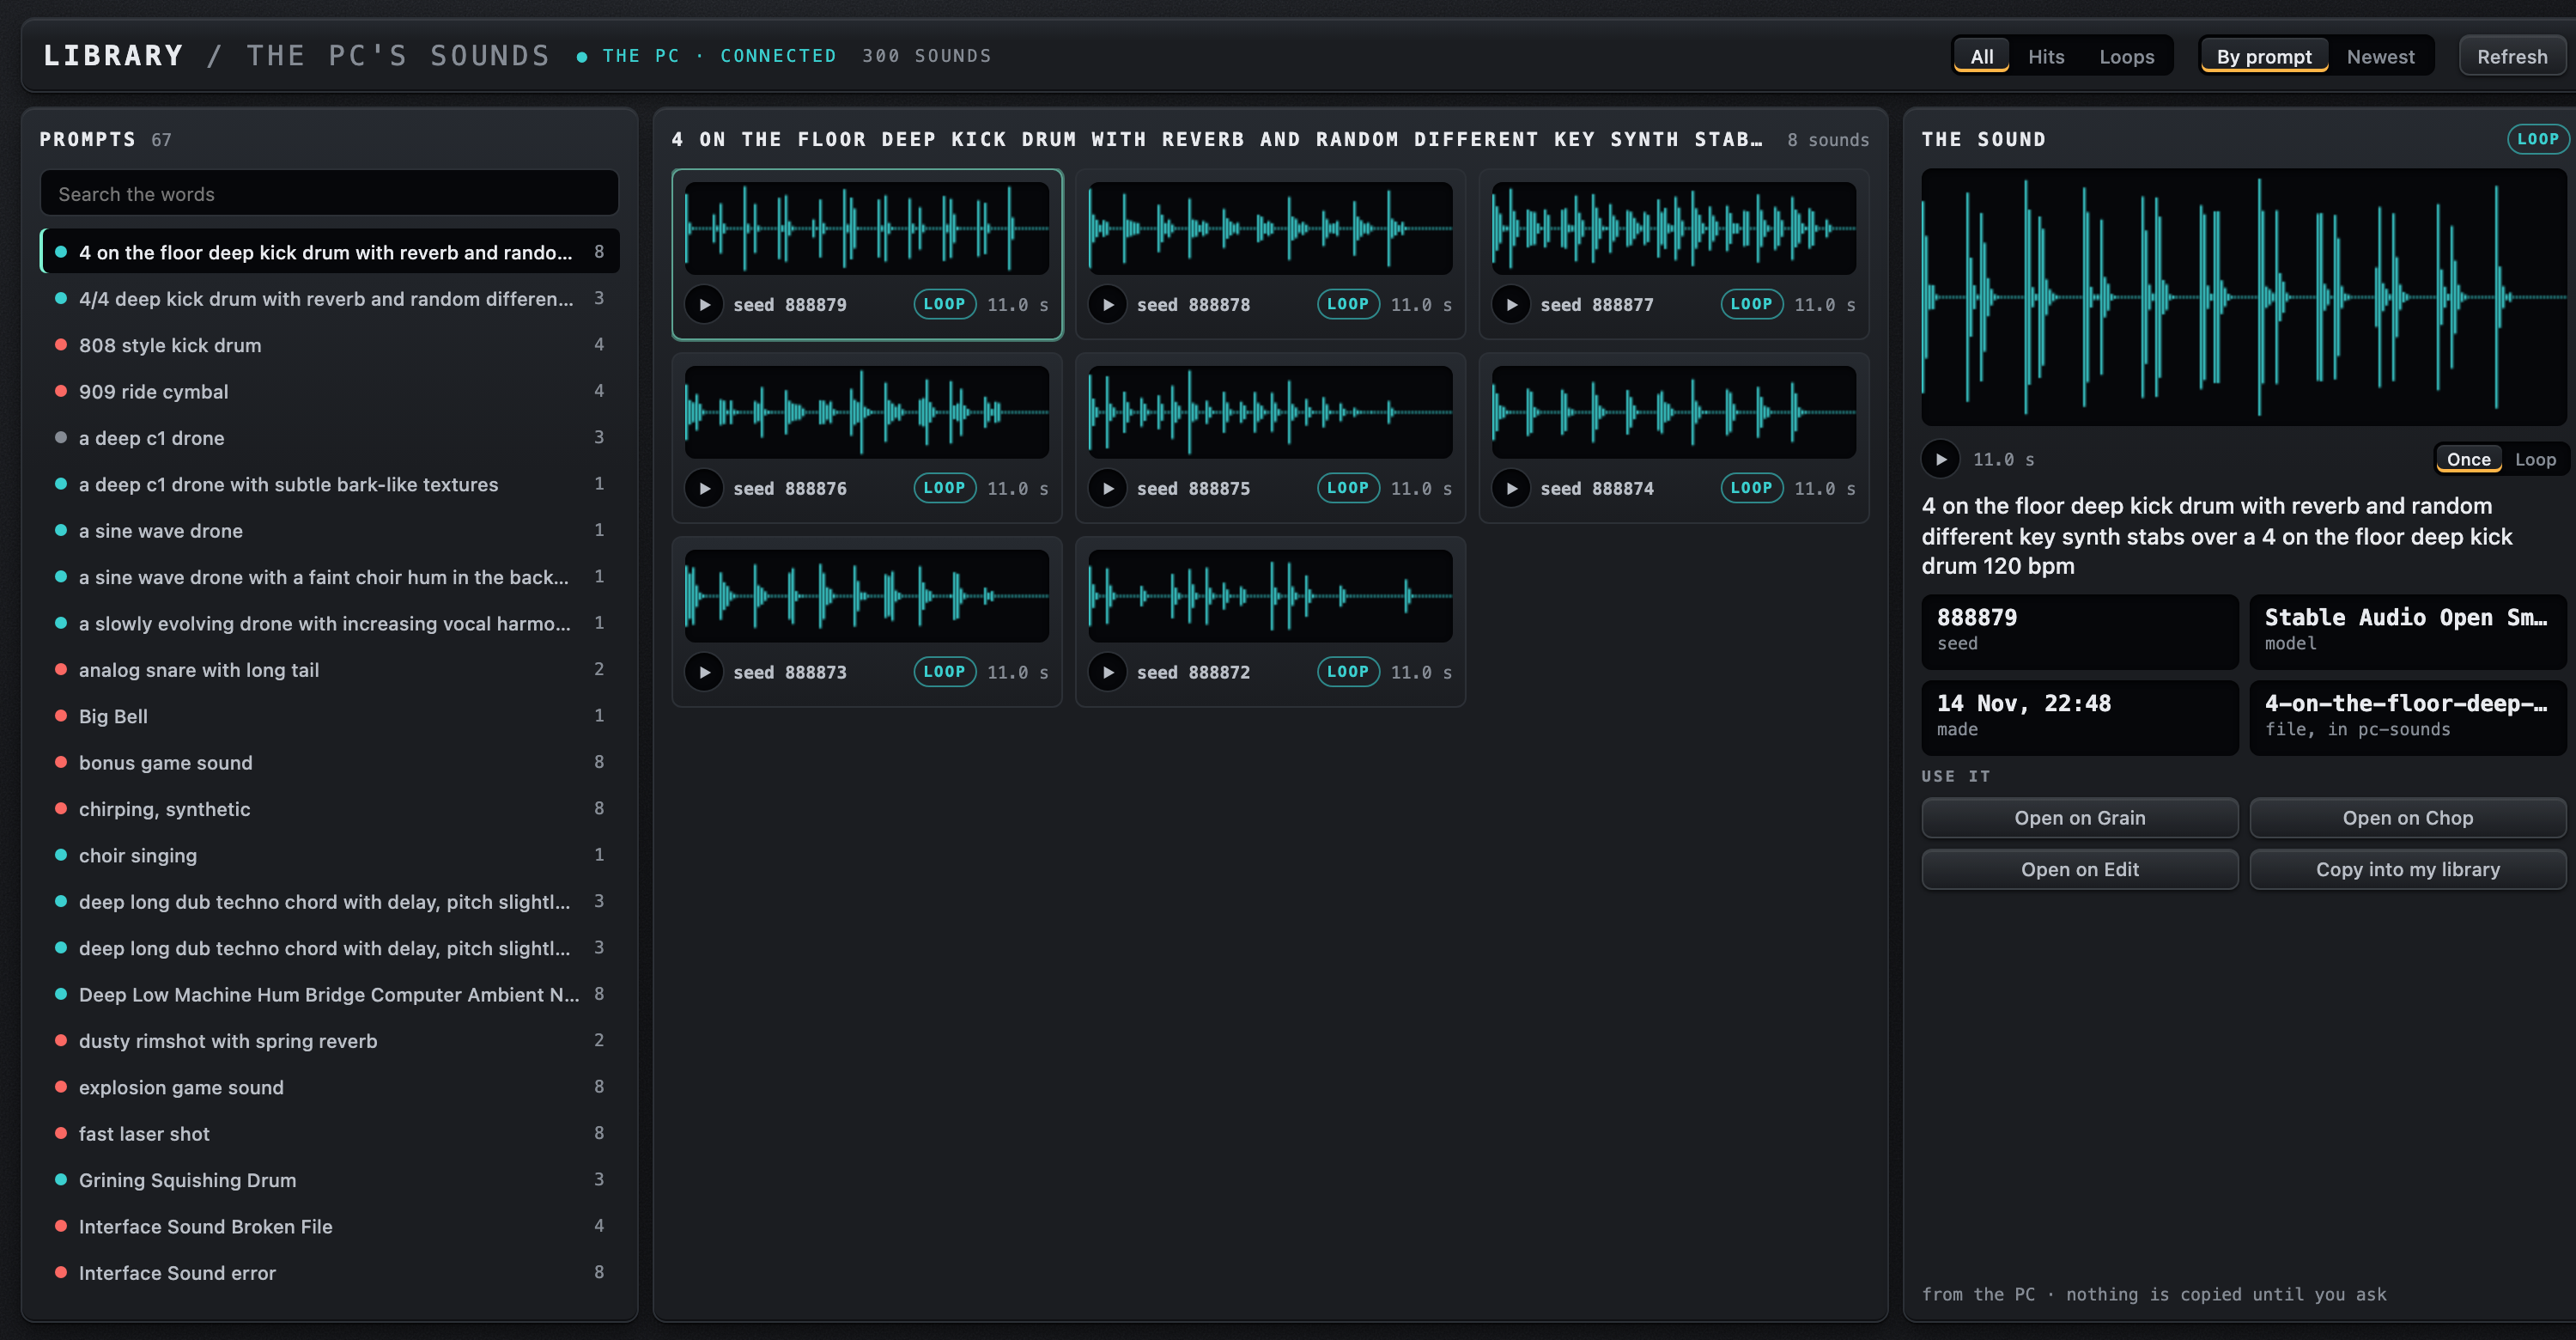 LIBRARY / THE PC'S SOUNDS THE PC · CONNECTED 300 SOUNDS
All Hits Loops By prompt Newest Refresh
PROMPTS 67
Search the words
4 on the floor deep kick drum with reverb and rando... 8
4/4 deep kick drum with reverb and random differen... 3
808 style kick drum 4
909 ride cymbal 4
a deep c1 drone 3
a deep c1 drone with subtle bark-like textures 1
a sine wave drone 1
a sine wave drone with a faint choir hum in the back... 1
a slowly evolving drone with increasing vocal harmo... 1
analog snare with long tail 2
Big Bell 1
bonus game sound 8
chirping, synthetic 8
choir singing 1
deep long dub techno chord with delay, pitch slightl... 3
deep long dub techno chord with delay, pitch slightl... 3
Deep Low Machine Hum Bridge Computer Ambient N... 8
dusty rimshot with spring reverb 2
explosion game sound 8
fast laser shot 8
Grining Squishing Drum 3
Interface Sound Broken File 4
Interface Sound error 8
4 ON THE FLOOR DEEP KICK DRUM WITH REVERB AND RANDOM DIFFERENT KEY SYNTH STAB… 8 sounds
seed 888879 LOOP 11.0 s
seed 888878 LOOP 11.0 s
seed 888877 LOOP 11.0 s
seed 888876 LOOP 11.0 s
seed 888875 LOOP 11.0 s
seed 888874 LOOP 11.0 s
seed 888873 LOOP 11.0 s
seed 888872 LOOP 11.0 s
THE SOUND LOOP
11.0 s Once Loop
4 on the floor deep kick drum with reverb and random
different key synth stabs over a 4 on the floor deep kick
drum 120 bpm
888879
seed
Stable Audio Open Sm…
model
14 Nov, 22:48
made
4-on-the-floor-deep-…
file, in pc-sounds
USE IT
Open on Grain
Open on Chop
Open on Edit
Copy into my library
from the PC · nothing is copied until you ask